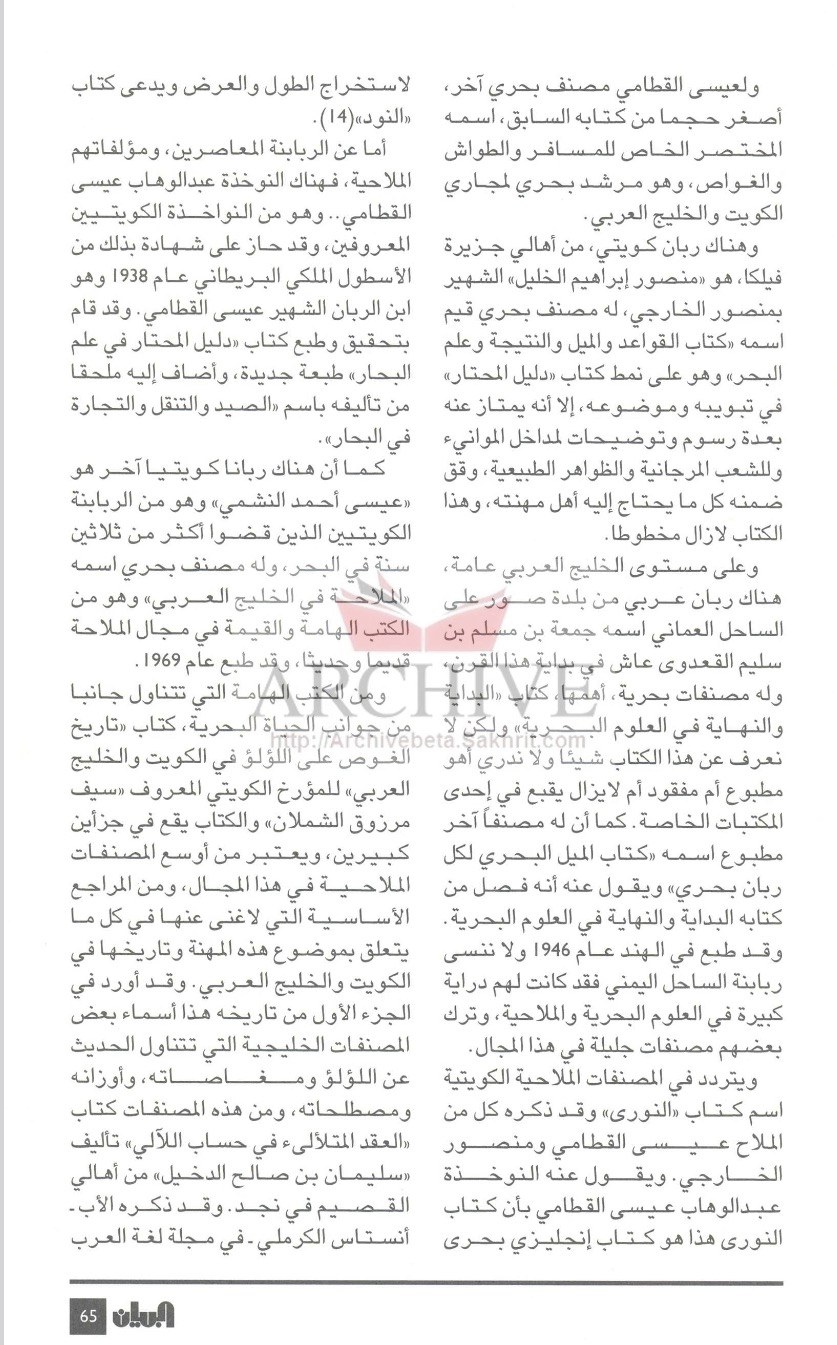 ولعيسى القطامي مصنف بحري آخر،
أصغر حجما من كتابه السابق، اسمه
المختصر الخاص للمسافر والطواش
والغواص، وهو مرشد بحري لمجاري
الكويت والخليج العربي.
وهناك ربان كويتي، من أهالي جزيرة
فيلكا، هو «منصور إبراهيم الخليل» الشهير
بمنصور الخارجي، له مصنف بحري قيم
اسمه «كتاب القواعد والميل والنتيجة وعلم
البحر» وهو على نمط كتاب «دليل المحتار»
في تبويبه وموضوعه، إلا أنه يمتاز عنه
بعدة رسوم وتوضيحات لمداخل الموانيء
وللشعب المرجانية والظواهر الطبيعية، وقق
ضمنه كل ما يحتاج إليه أهل مهنته، وهذا
الكتاب لازال مخطوطا.
وعلى مستوى الخليج العربي عامة،
هناك ربان عربي من بلدة صور على
الساحل العماني اسمه جمعة بن مسلم بن
سليم القعدوى عاش في بداية هذا القرن،
وله مصنفات بحرية، أهمها، كتاب «البداية
والنهاية في العلوم البحرية» ولكن لا
نعرف عن هذا الكتاب شيئا ولا ندري أهو
مطبوع أم مفقود أم لايزال يقبع في إحدى
المكتبات الخاصة. كما أن له مصنفاً آخر
مطبوع اسمه «كتاب الميل البحري لكل
ربان بحري» ويقول عنه أنه فصل من
كتابه البداية والنهاية في العلوم البحرية.
وقد طبع في الهند عام 1946 ولا ننسى
ربابنة الساحل اليمني فقد كانت لهم دراية
كبيرة في العلوم البحرية والملاحية، وترك
بعضهم مصنفات جليلة في هذا المجال.
ويتردد في المصنفات الملاحية الكويتية
اسم كتاب «النورى» وقد ذكره كل من
الملاح عيسى القطامي ومنصور
الخارجي. ويقول عنه النوخذة
عبدالوهاب عيسى القطامي بأن كتاب
النورى هذا هو كتاب إنجليزي بحرى
لاستخراج الطول والعرض ويدعى كتاب
«النود»(14).
أما عن الربابنة المعاصرين، ومؤلفاتهم
الملاحية، فهناك النوخذة عبدالوهاب عيسى
القطامي.. وهو من النواخذة الكويتيين
المعروفين، وقد حاز على شهادة بذلك من
الأسطول الملكي البريطاني عام 1938 وهو
ابن الربان الشهير عيسى القطامي. وقد قام
بتحقيق وطبع كتاب «دليل المحتار في علم
البحار» طبعة جديدة، وأضاف إليه ملحقا
من تأليفه باسم «الصيد والتنقل والتجارة
في البحار».
كما أن هناك ربانا كويتيا آخر هو
«عيسى أحمد النشمي» وهو من الربابنة
الكويتيين الذين قضوا أكثر من ثلاثين
سنة في البحر، وله مصنف بحري اسمه
«الملاحة في الخليج العربي» وهو من
الكتب الهامة والقيمة في مجال الملاحة
قديما وحديثا، وقد طبع عام 1969.
ومن الكتب الهامة التي تتناول جانبا
من جوانب الحياة البحرية، كتاب «تاريخ
الغوص على اللؤلؤ في الكويت والخليج
العربي» للمؤرخ الكويتي المعروف «سيف
مرزوق الشملان» والكتاب يقع في جزأين
كبيرين، ويعتبر من أوسع المصنفات
الملاحية في هذا المجال، ومن المراجع
الأساسية التي لاغنى عنها في كل ما
يتعلق بموضوع هذه المهنة وتاريخها في
الكويت والخليج العربي. وقد أورد في
الجزء الأول من تاريخه هذا أسماء بعض
المصنفات الخليجية التي تتناول الحديث
عن اللؤلؤ ومغاصاته، وأوزانه
ومصطلحاته، ومن هذه المصنفات كتاب
«العقد المتلألىء في حساب اللآلي» تأليف
«سليمان بن صالح الدخيل» من أهالي
القصيم في نجد. وقد ذكره الأب ـ
أنستاس الكرملي ـ في مجلة لغة العرب
ARCHIVE
http://Archivebeta.Sakhrit.com
البيان 65